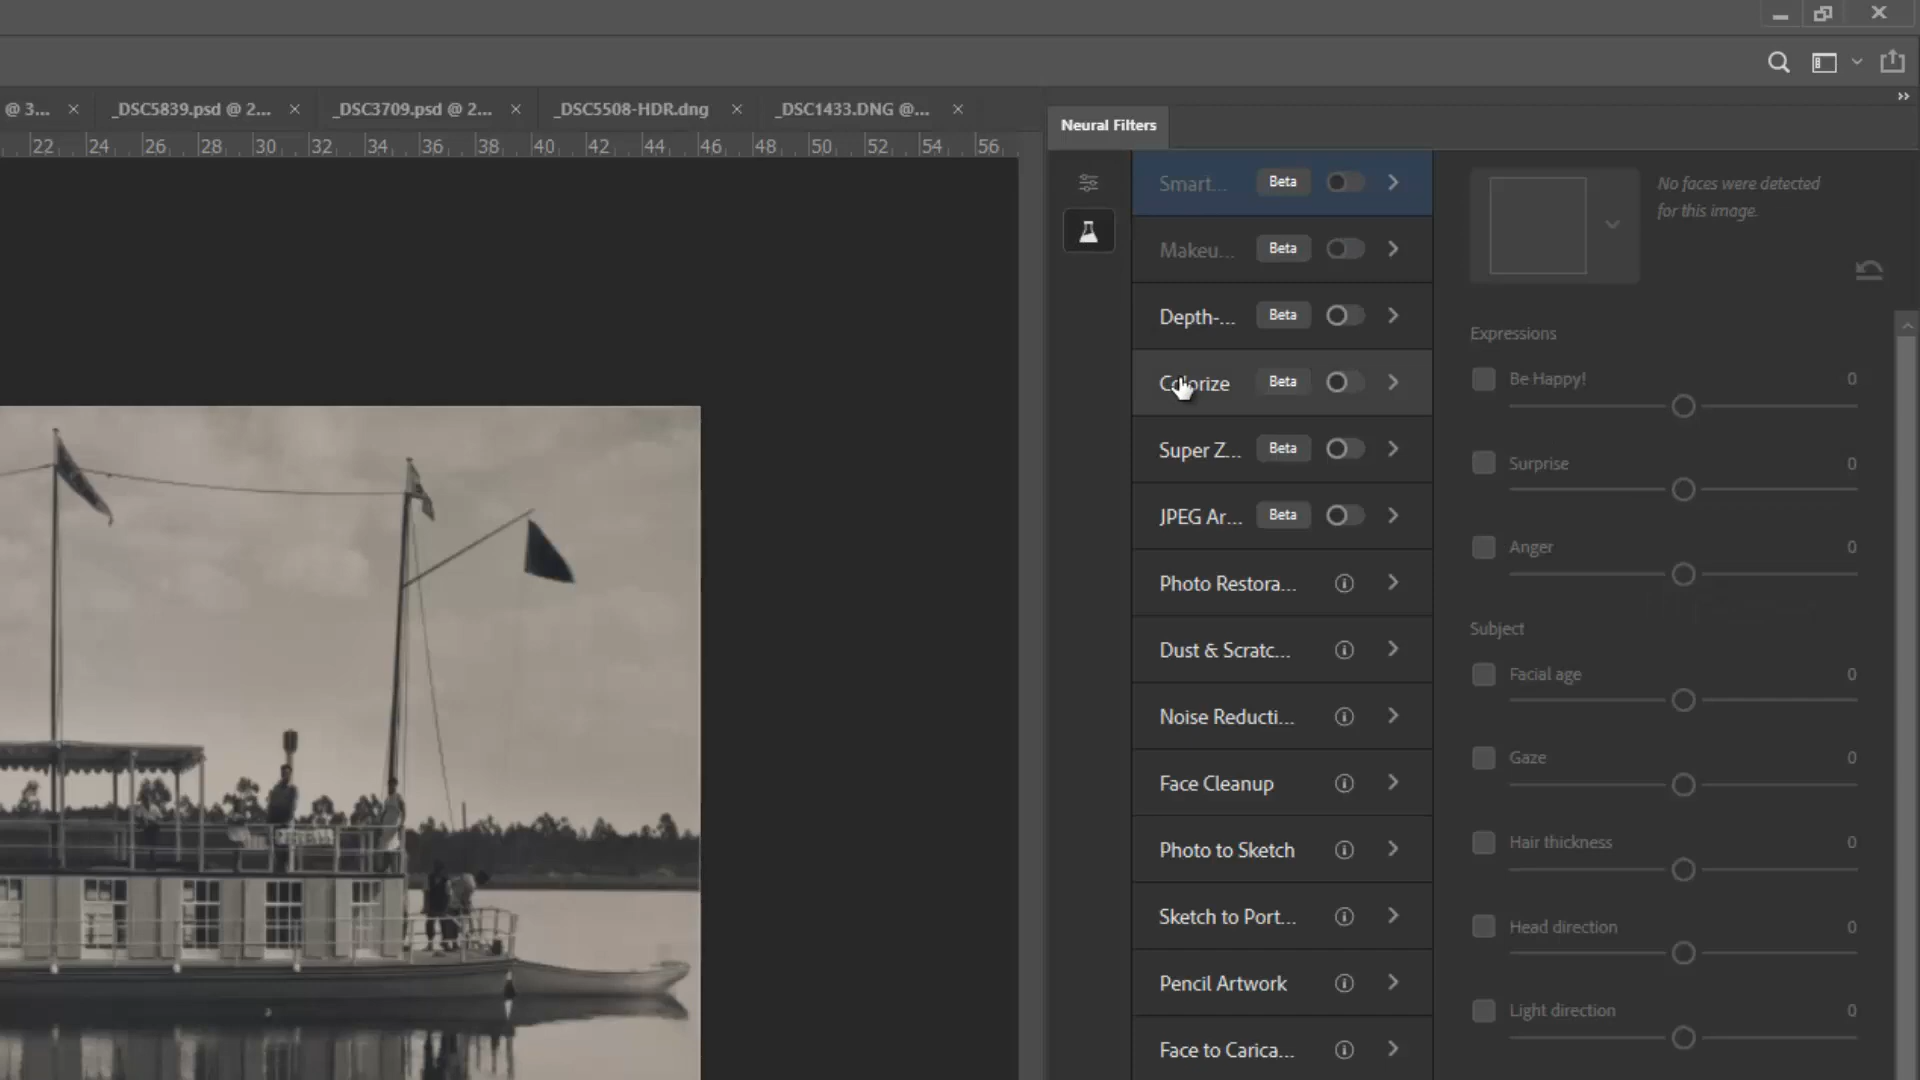 @ 3...
_DSC5839.psd @ 2...
_DSC3709.psd @ 2...
_DSC5508-HDR.dng
_DSC1433.DNG @...
22 24 26 28 30 32 34 36 38 40 42 44 46 48 50 52 54 56
Neural Filters
Smart... Beta
Makeu... Beta
Depth-... Beta
Colorize Beta
Super Z... Beta
JPEG Ar... Beta
Photo Restora...
Dust & Scratc...
Noise Reducti...
Face Cleanup
Photo to Sketch
Sketch to Port...
Pencil Artwork
Face to Carica...
No faces were detected
for this image.
Expressions
Be Happy! 0
Surprise 0
Anger 0
Subject
Facial age 0
Gaze 0
Hair thickness 0
Head direction 0
Light direction 0